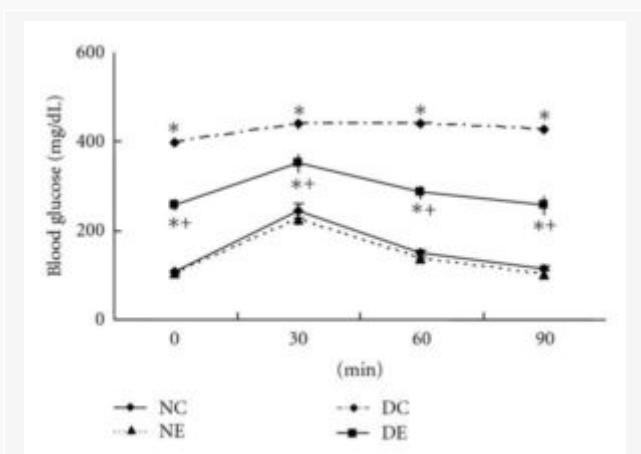 600
400
200
0
Blood glucose (mg/dL)
* * * *
*+ *+ *+ *+
0 30 60 90
(min)
NC DC
NE DE